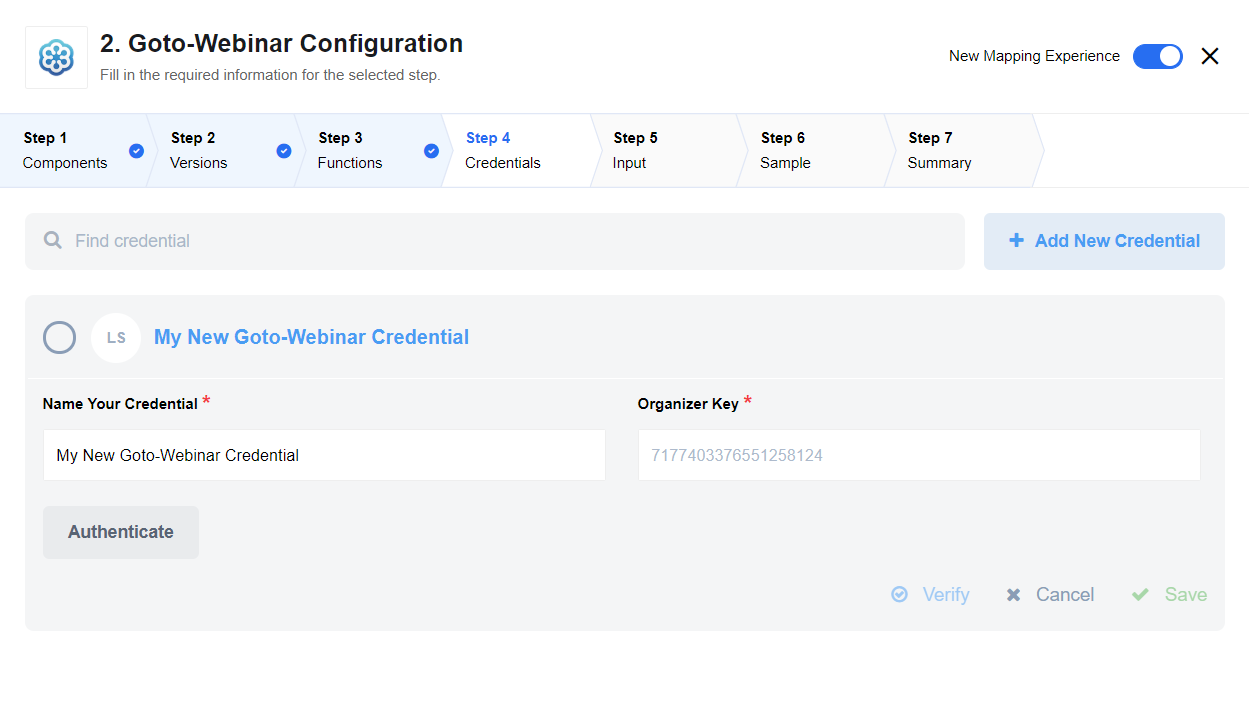 2. Goto-Webinar Configuration
Fill in the required information for the selected step.
New Mapping Experience
Step 1
Components
Step 2
Versions
Step 3
Functions
Step 4
Credentials
Step 5
Input
Step 6
Sample
Step 7
Summary
Find credential
Add New Credential
LS
My New Goto-Webinar Credential
Name Your Credential *
Organizer Key *
My New Goto-Webinar Credential
7177403376551258124
Authenticate
Verify
Cancel
Save